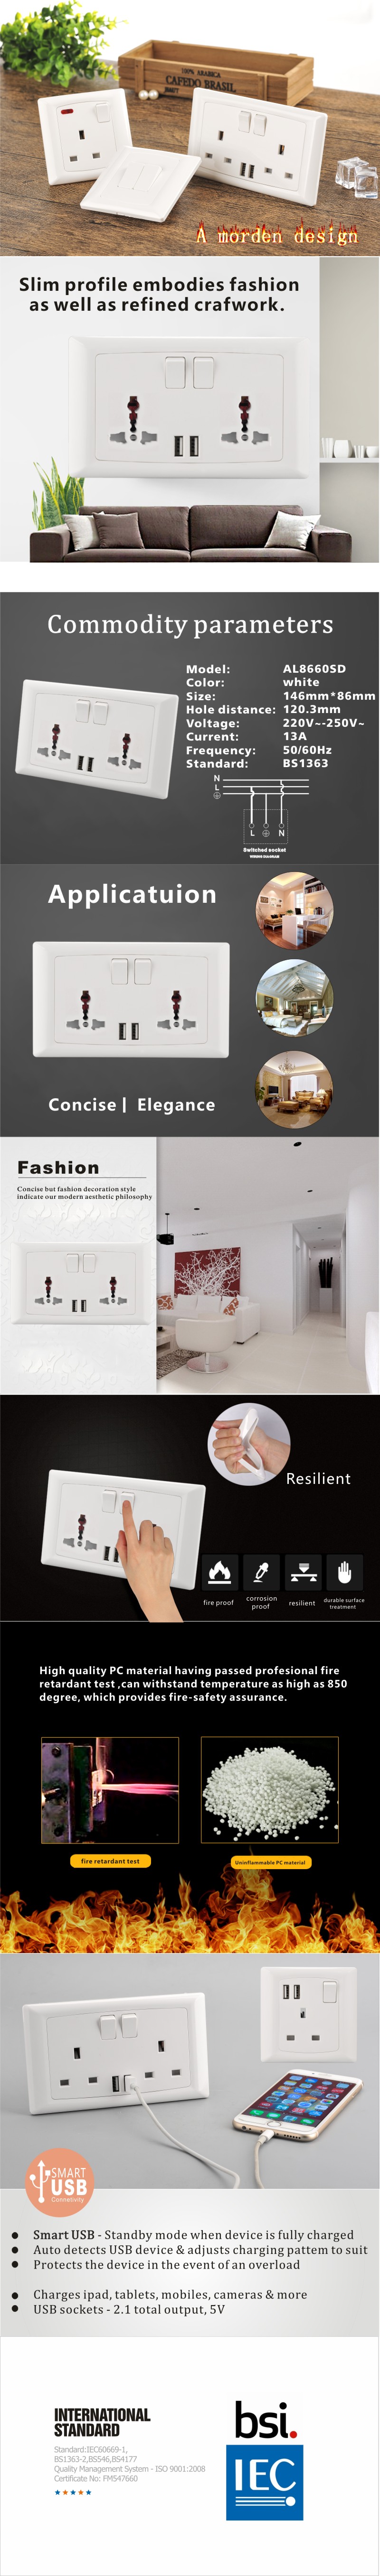 100% ARABICA
CAFEDO BRASIL
A morden design
Slim profile embodies fashion
as well as refined crafwork.
Commodity parameters
Model: AL8660SD
Color: white
Size: 146mm*86mm
Hole distance: 120.3mm
Voltage: 220V~-250V~
Current: 13A
Frequency: 50/60Hz
Standard: BS1363
N
L
L N
Switched socket
WIRING DIAGRAM
Applicatuion
Concise | Elegance
Fashion
Concise but fashion decoration style
indicate our modern aesthetic philosophy
Resilient
fire proof
corrosion
proof
resilient
durable surface
treatment
High quality PC material having passed profesional fire
retardant test ,can withstand temperature as high as 850
degree, which provides fire-safety assurance.
fire retardant test
Uninflammable PC material
SMART
USB
Connetivity
Smart USB - Standby mode when device is fully charged
Auto detects USB device & adjusts charging pattem to suit
Protects the device in the event of an overload
Charges ipad, tablets, mobiles, cameras & more
USB sockets - 2.1 total output, 5V
INTERNATIONAL
STANDARD
Standard:IEC60669-1,
BS1363-2,BS546,BS4177
Quality Management System - ISO 9001:2008
Certificate No: FM547660
bsi.
IEC